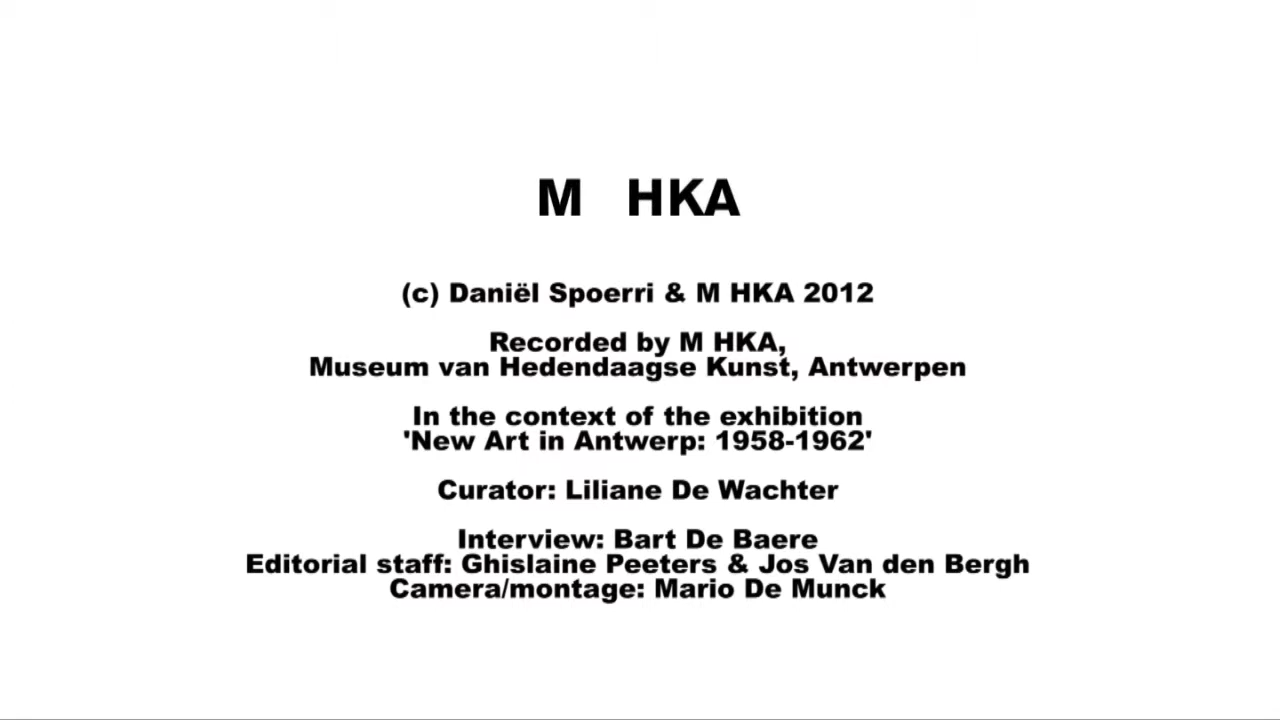 M HKA
(c) Daniël Spoerri & M HKA 2012
Recorded by M HKA,
Museum van Hedendaagse Kunst, Antwerpen
In the context of the exhibition
'New Art in Antwerp: 1958-1962'
Curator: Liliane De Wachter
Interview: Bart De Baere
Editorial staff: Ghislaine Peeters & Jos Van den Bergh
Camera/montage: Mario De Munck